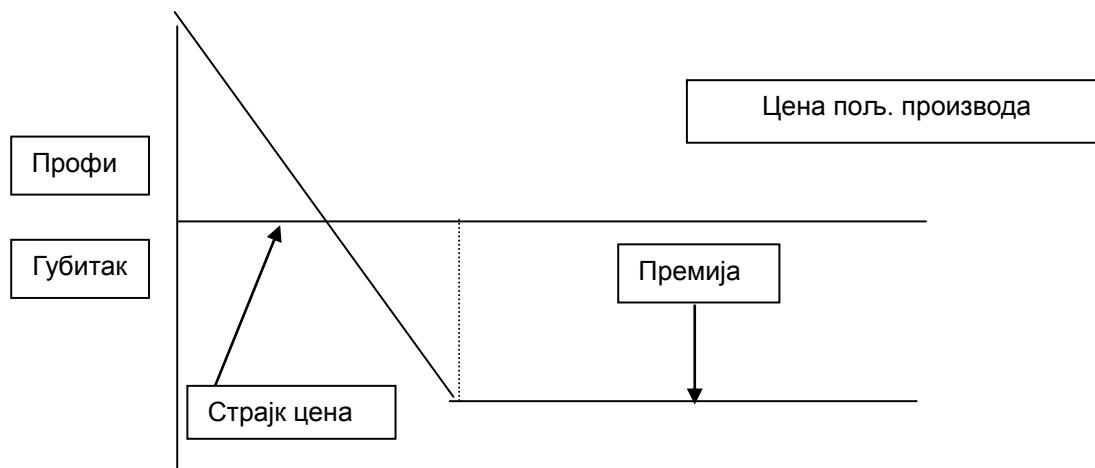 Цена пољ. производа
Профи
Губитак
Премија
Страјк цена